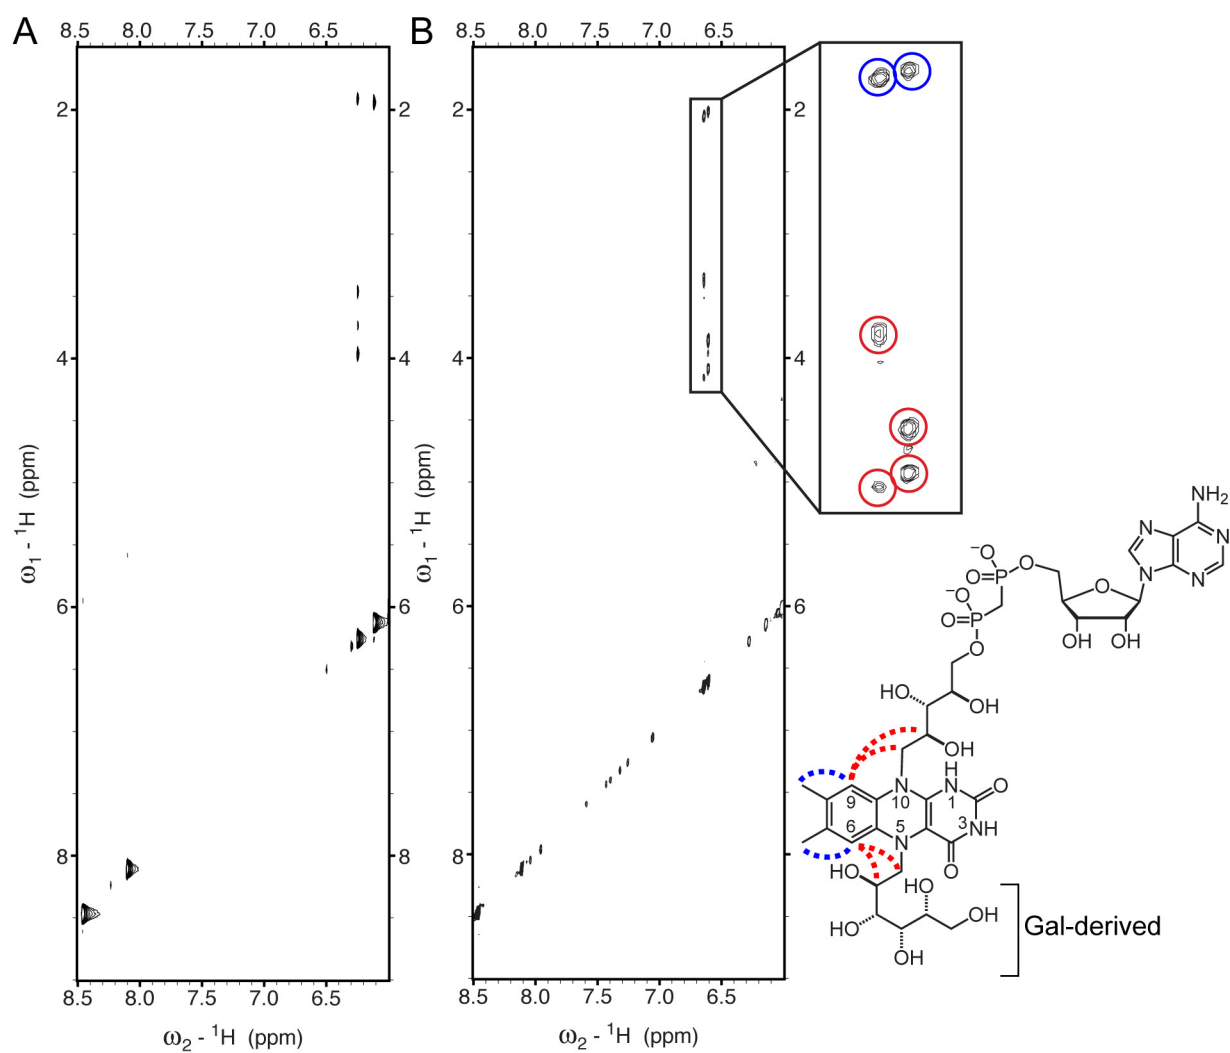 A
8.5 8.0 7.5 7.0 6.5
2 2
4 4
6 6
8 8
8.5 8.0 7.5 7.0 6.5
ω1 - 1H (ppm)
ω2 - 1H (ppm)
B
8.5 8.0 7.5 7.0 6.5
2
4
6
8
8.5 8.0 7.5 7.0 6.5
ω1 - 1H (ppm)
ω2 - 1H (ppm)
NH2
N N
N N
−O
O=P O
−O
O=P
O
O
OH OH
HO OH
OH
H
N N O
9 10 1
6 5 3 NH
N
O
HO
HO
HO OH
OH
Gal-derived